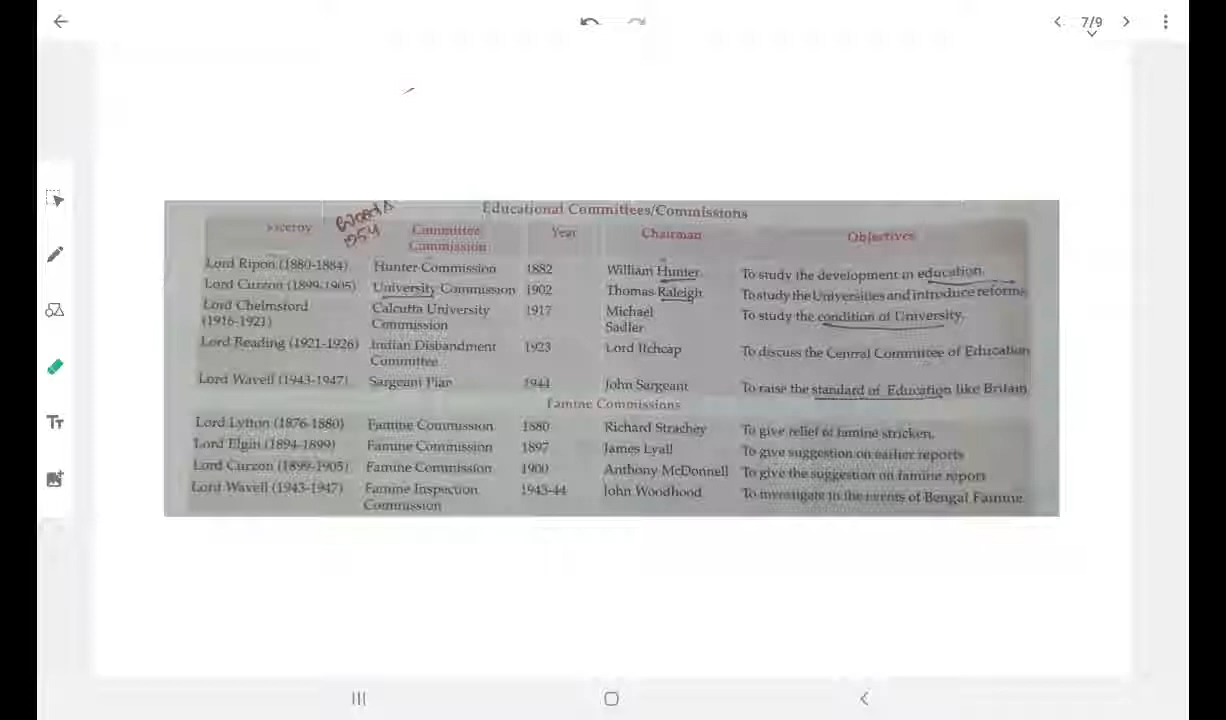 7/9
Educational Committees/Commissions
Viceroy Committee Commission Year Chairman Objectives
Lord Ripon (1880-1884) Hunter Commission 1882 William Hunter To study the development in education.
Lord Curzon (1899-1905) University Commission 1902 Thomas Raleigh To study the Universities and introduce reforms
Lord Chelmsford Calcutta University 1917 Michael To study the condition of University.
(1916-1921) Commission Sadler
Lord Reading (1921-1926) Indian Disbandment 1923 Lord Ilchcap To discuss the Central Committee of Education
Committee
Lord Wavell (1943-1947) Sargeant Plan 1944 John Sargeant To raise the standard of Education like Britain
Famine Commissions
Lord Lytton (1876-1880) Famine Commission 1880 Richard Strachey To give relief of famine stricken.
Lord Elgin (1894-1899) Famine Commission 1897 James Lyall To give suggestion on earlier reports
Lord Curzon (1899-1905) Famine Commission 1900 Anthony McDonnell To give the suggestion on famine report
Lord Wavell (1943-1947) Famine Inspection 1943-44 John Woodhood To investigate in the events of Bengal Famine
Commission
TT